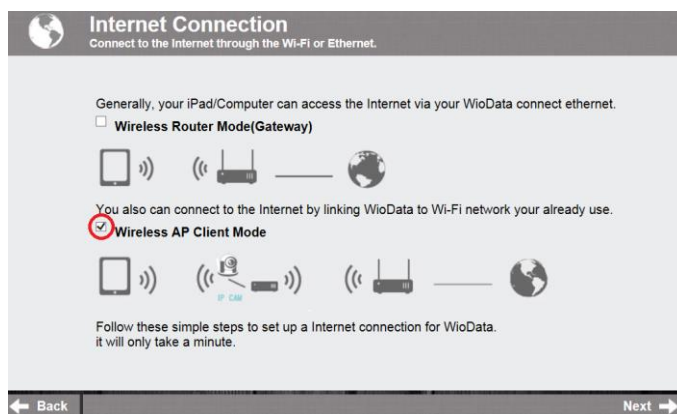 Internet Connection
Connect to the Internet through the Wi-Fi or Ethernet.
Generally, your iPad/Computer can access the Internet via your WioData connect ethernet.
Wireless Router Mode(Gateway)
You also can connect to the Internet by linking WioData to Wi-Fi network your already use.
Wireless AP Client Mode
IP CAM
Follow these simple steps to set up a Internet connection for WioData.
it will only take a minute.
Back
Next